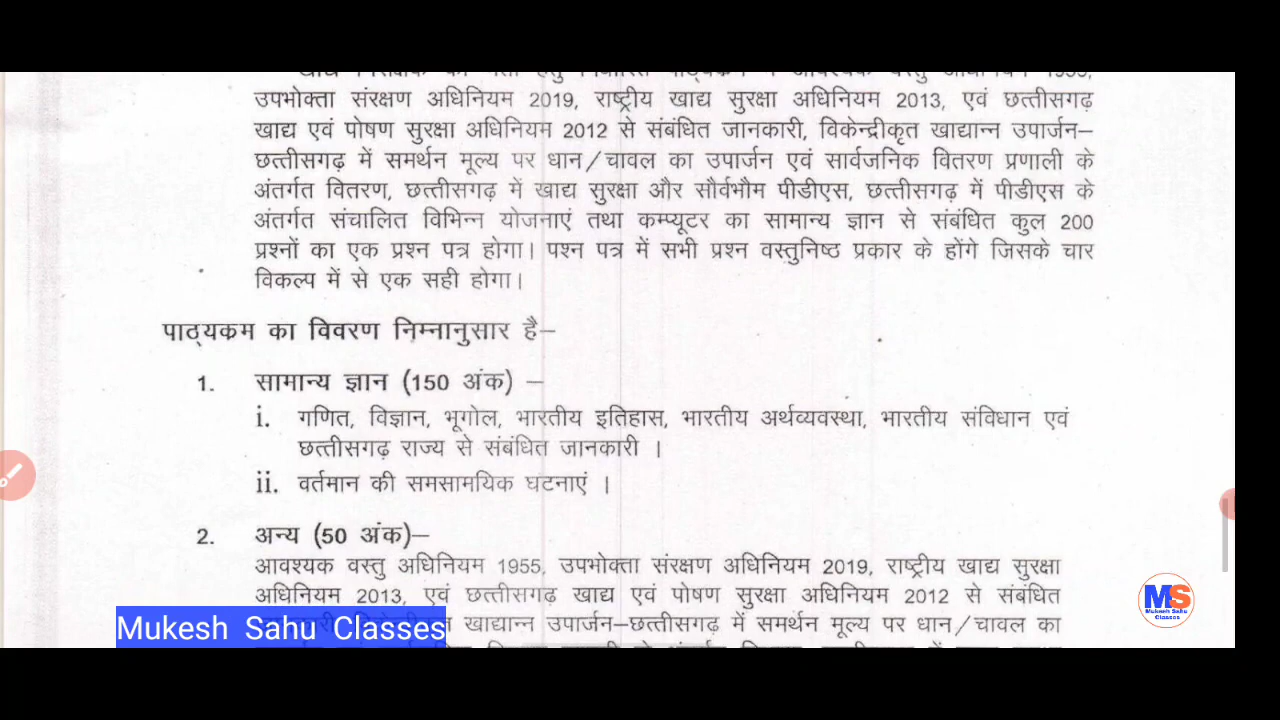 उपभोक्ता संरक्षण अधिनियम 2019, राष्ट्रीय खाद्य सुरक्षा अधिनियम 2013, एवं छत्तीसगढ़
खाद्य एवं पोषण सुरक्षा अधिनियम 2012 से संबंधित जानकारी, विकेन्द्रीकृत खाद्यान्न उपार्जन–
छत्तीसगढ़ में समर्थन मूल्य पर धान/चावल का उपार्जन एवं सार्वजनिक वितरण प्रणाली के
अंतर्गत वितरण, छत्तीसगढ़ में खाद्य सुरक्षा और सौर्वभौम पीडीएस, छत्तीसगढ़ में पीडीएस के
अंतर्गत संचालित विभिन्न योजनाएं तथा कम्प्यूटर का सामान्य ज्ञान से संबंधित कुल 200
प्रश्नों का एक प्रश्न पत्र होगा। पश्न पत्र में सभी प्रश्न वस्तुनिष्ठ प्रकार के होंगे जिसके चार
विकल्प में से एक सही होगा।
पाठ्यकम का विवरण निम्नानुसार है–
1. सामान्य ज्ञान (150 अंक) –
i. गणित, विज्ञान, भूगोल, भारतीय इतिहास, भारतीय अर्थव्यवस्था, भारतीय संविधान एवं
छत्तीसगढ़ राज्य से संबंधित जानकारी ।
ii. वर्तमान की समसामयिक घटनाएं ।
2. अन्य (50 अंक)–
आवश्यक वस्तु अधिनियम 1955, उपभोक्ता संरक्षण अधिनियम 2019, राष्ट्रीय खाद्य सुरक्षा
अधिनियम 2013, एवं छत्तीसगढ़ खाद्य एवं पोषण सुरक्षा अधिनियम 2012 से संबंधित
खाद्यान्न उपार्जन–छत्तीसगढ़ में समर्थन मूल्य पर धान/चावल का
Mukesh Sahu Classes
MS
Mukesh Sahu
Classes